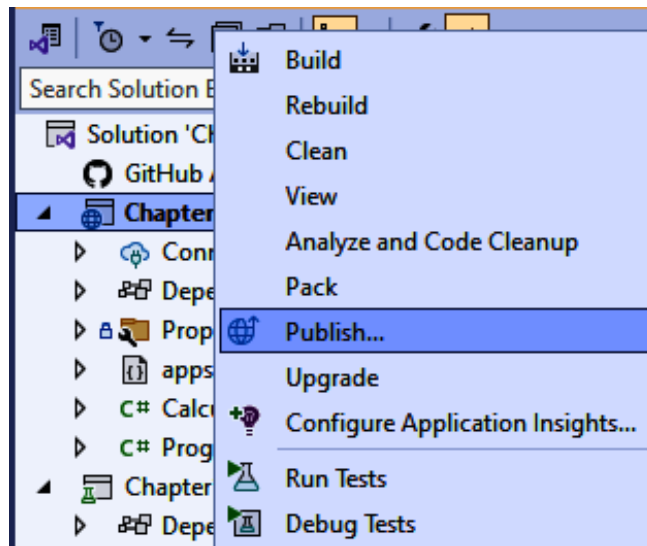 Search Solution E
Solution 'Ch
GitHub A
Chapter
Conn
Depe
Prop
apps
C# Calcu
C# Prog
Chapter
Depe
Build
Rebuild
Clean
View
Analyze and Code Cleanup
Pack
Publish...
Upgrade
Configure Application Insights...
Run Tests
Debug Tests